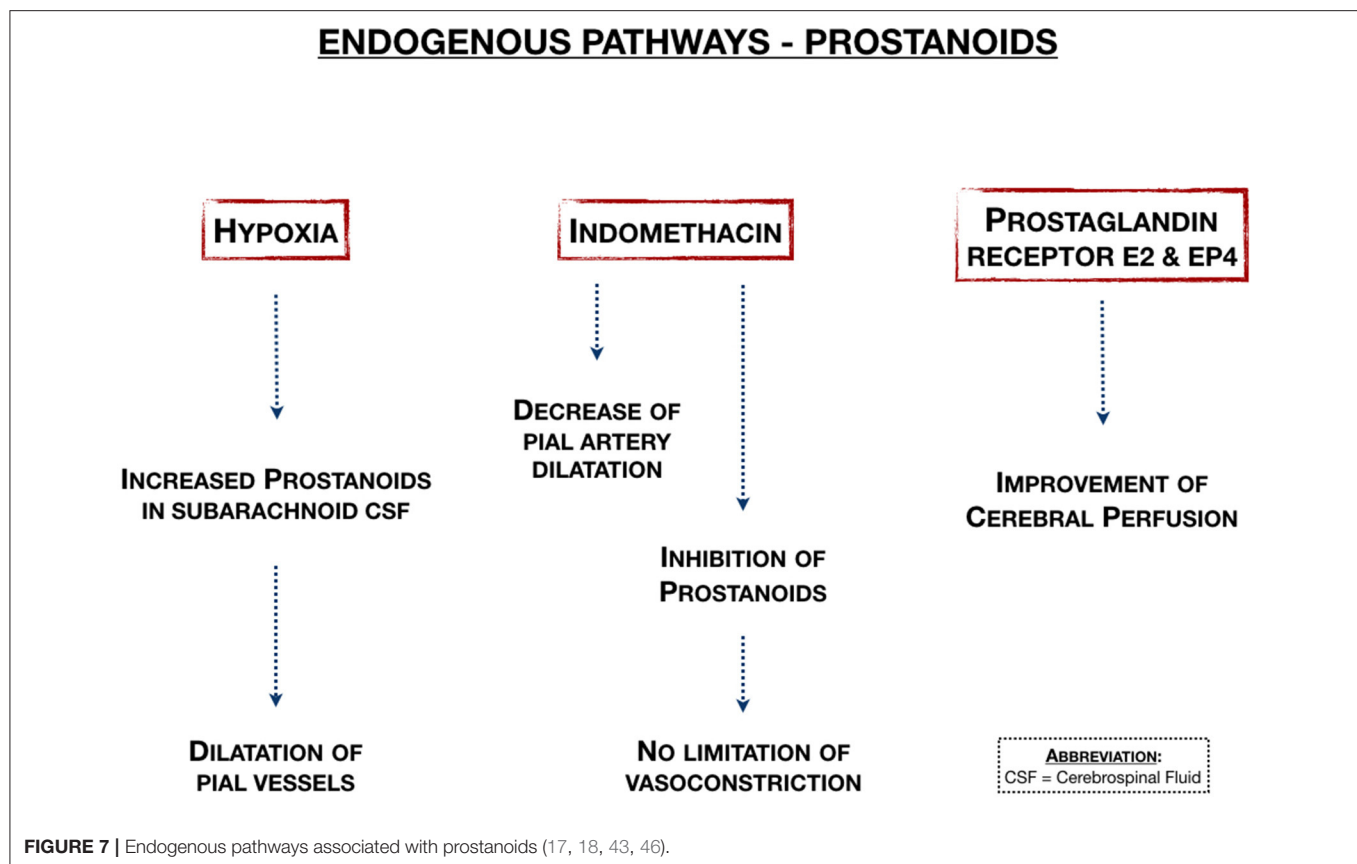 ENDOGENOUS PATHWAYS - PROSTANOIDS
HYPOXIA
INDOMETHACIN
PROSTAGLANDIN
RECEPTOR E2 & EP4
DECREASE OF
PIAL ARTERY
DILATATION
INCREASED PROSTANOIDS
IN SUBARACHNOID CSF
IMPROVEMENT OF
CEREBRAL PERFUSION
INHIBITION OF
PROSTANOIDS
DILATATION OF
PIAL VESSELS
NO LIMITATION OF
VASOCONSTRICTION
ABBREVIATION:
CSF = Cerebrospinal Fluid
FIGURE 7 | Endogenous pathways associated with prostanoids (17, 18, 43, 46).